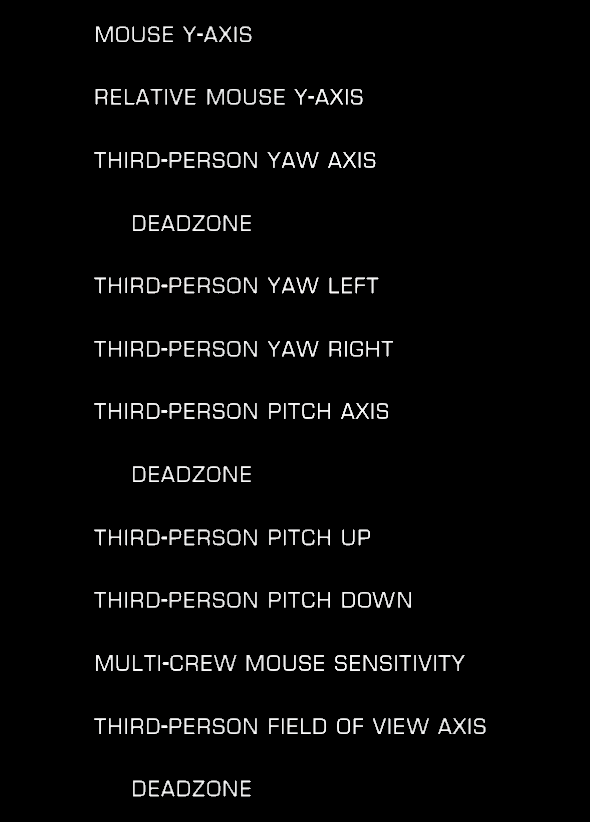 MOUSE Y-AXIS
RELATIVE MOUSE Y-AXIS
THIRD-PERSON YAW AXIS
DEADZONE
THIRD-PERSON YAW LEFT
THIRD-PERSON YAW RIGHT
THIRD-PERSON PITCH AXIS
DEADZONE
THIRD-PERSON PITCH UP
THIRD-PERSON PITCH DOWN
MULTI-CREW MOUSE SENSITIVITY
THIRD-PERSON FIELD OF VIEW AXIS
DEADZONE